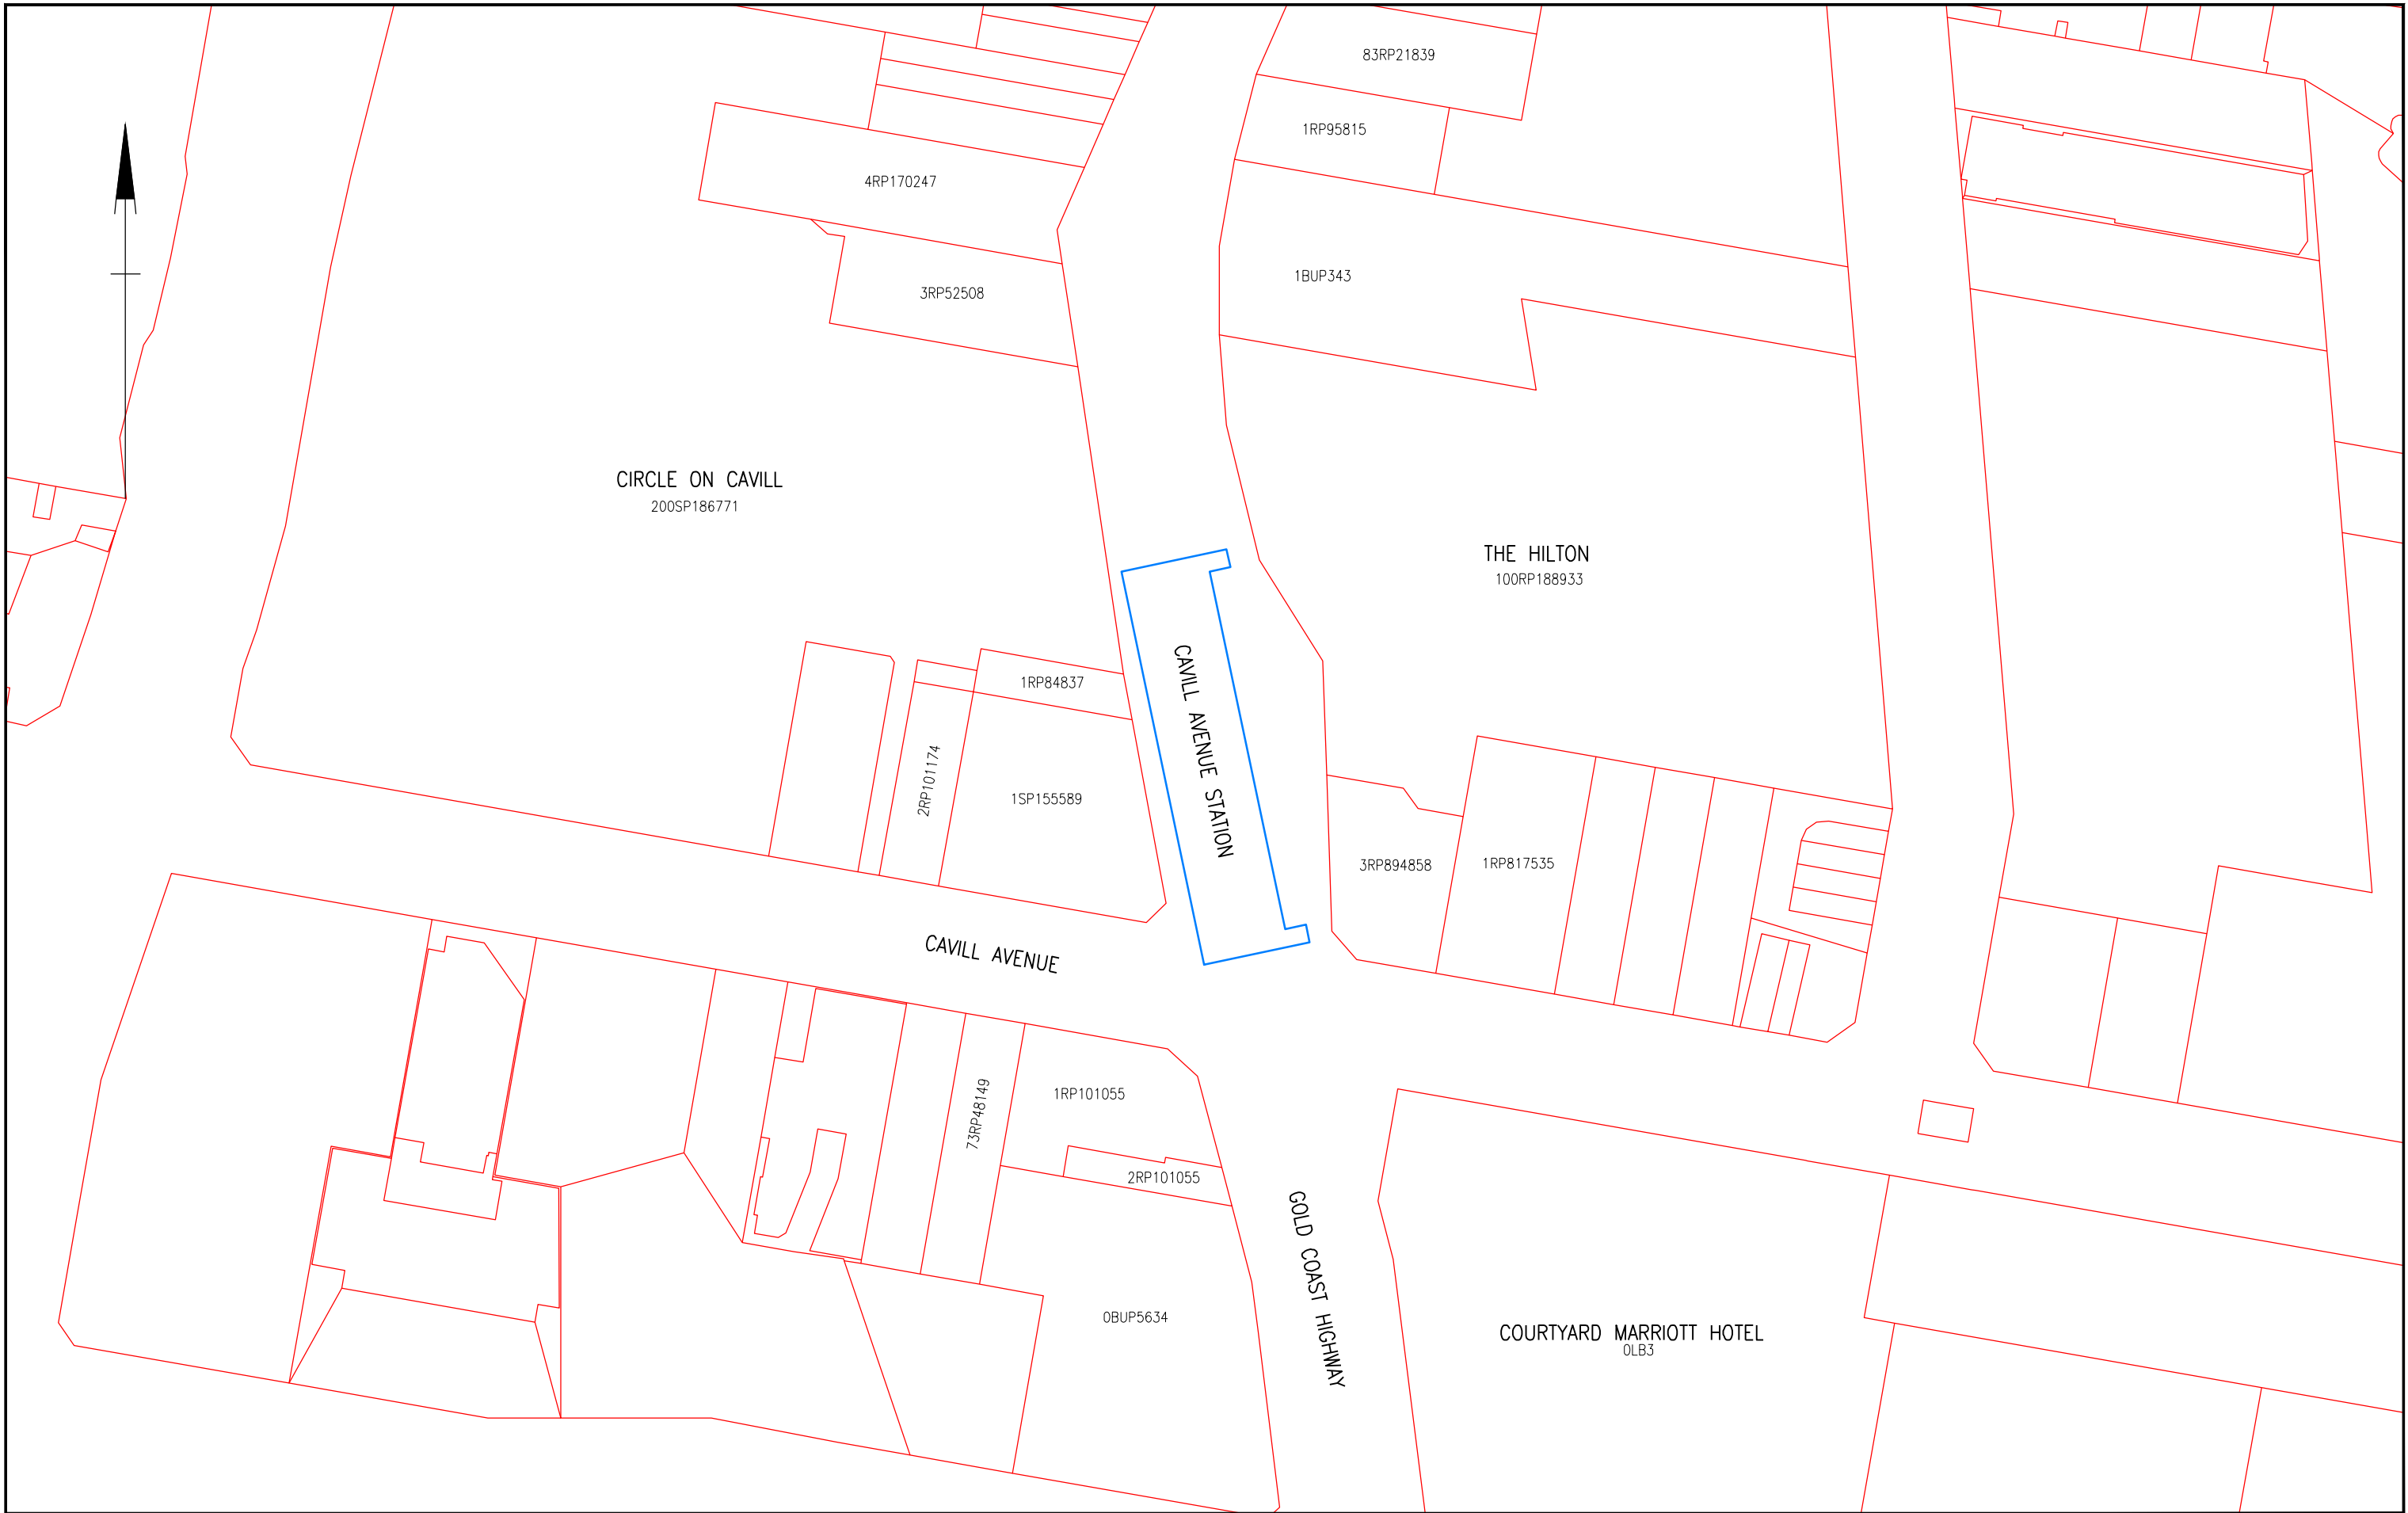 83RP21839
1RP95815
4RP170247
1BUP343
3RP52508
CIRCLE ON CAVILL
200SP186771
THE HILTON
100RP188933
1RP84837
CAVILL AVENUE STATION
2RP101174
1SP155589
3RP894858
1RP817535
CAVILL AVENUE
73RP48149
1RP101055
2RP101055
GOLD COAST HIGHWAY
0BUP5634
COURTYARD MARRIOTT HOTEL
0LB3